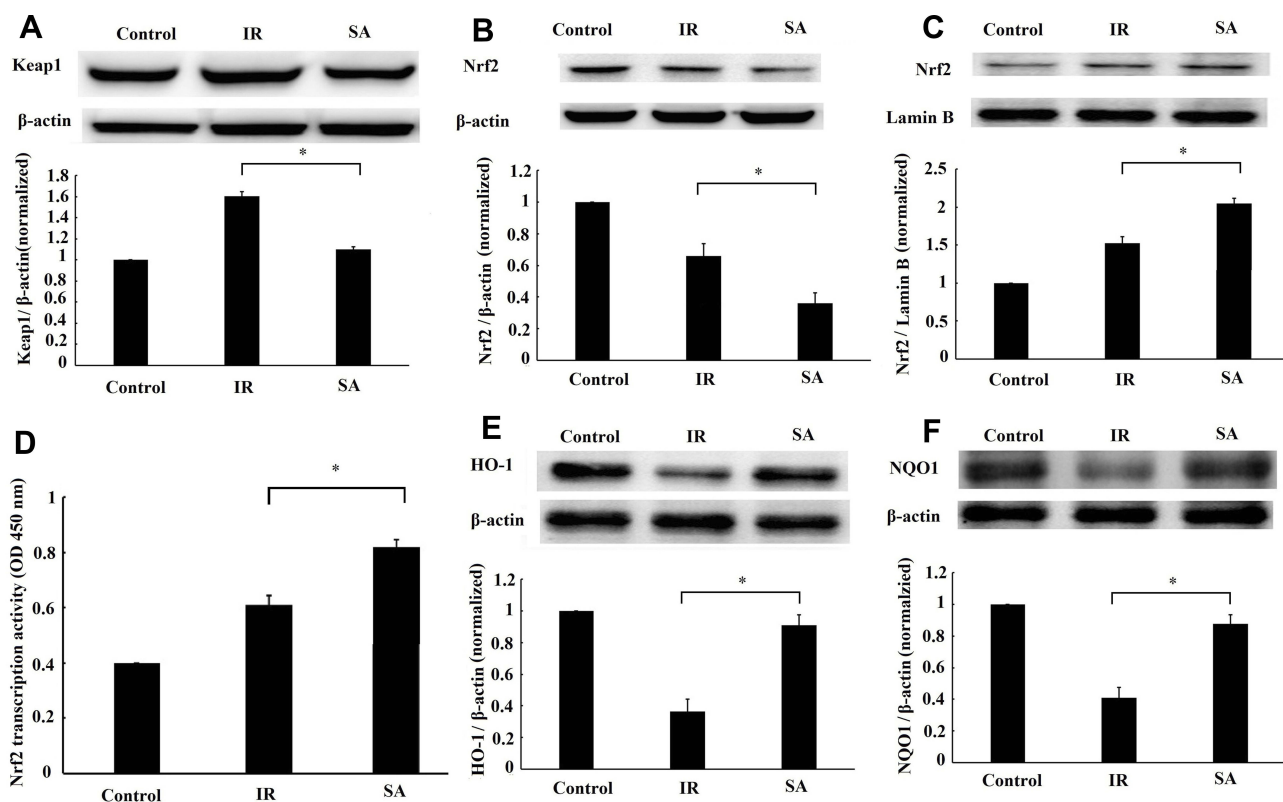 A
Control IR SA
Keap1
β-actin
*
Keap1/ β-actin(normalized)
1.8
1.6
1.4
1.2
1
0.8
0.6
0.4
0.2
0
Control IR SA
B
Control IR SA
Nrf2
β-actin
*
Nrf2 / β-actin (normalized)
1.2
1
0.8
0.6
0.4
0.2
0
Control IR SA
C
Control IR SA
Nrf2
Lamin B
*
Nrf2 / Lamin B (normalized)
2.5
2
1.5
1
0.5
0
Control IR SA
D
*
Nrf2 transcription activity (OD 450 nm)
1
0.8
0.6
0.4
0.2
0
Control IR SA
E
Control IR SA
HO-1
β-actin
*
HO-1/ β-actin (normalized)
1.2
1
0.8
0.6
0.4
0.2
0
Control IR SA
F
Control IR SA
NQO1
β-actin
*
NQO1/ β-actin (normalzied)
1.2
1
0.8
0.6
0.4
0.2
0
Control IR SA